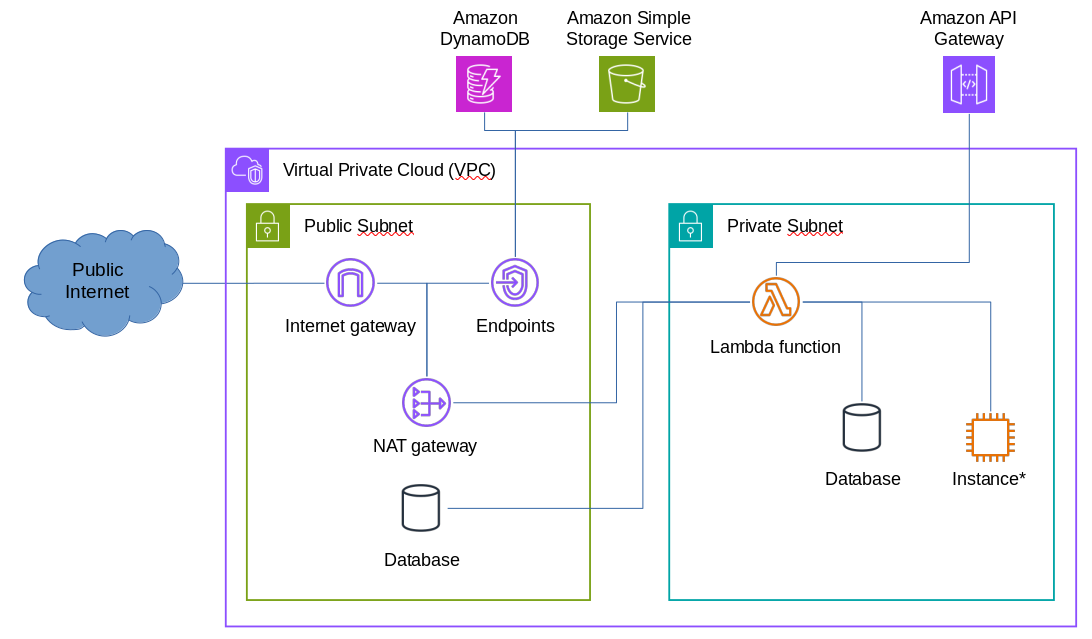 Amazon
DynamoDB
Amazon Simple
Storage Service
Amazon API
Gateway
</>
Virtual Private Cloud (VPC)
Public Subnet
Private Subnet
Public
Internet
Internet gateway
Endpoints
Lambda function
NAT gateway
Database
Instance*
Database